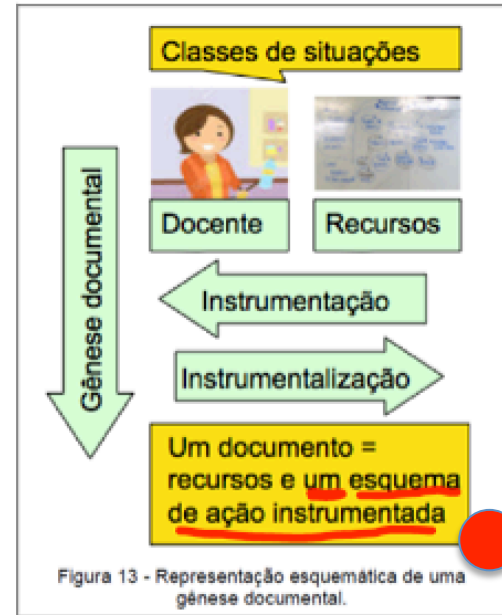 Classes de situações
Docente
Recursos
Gênese documental
Instrumentação
Instrumentalização
Um documento =
recursos e um esquema
de ação instrumentada
Figura 13 - Representação esquemática de uma
gênese documental.